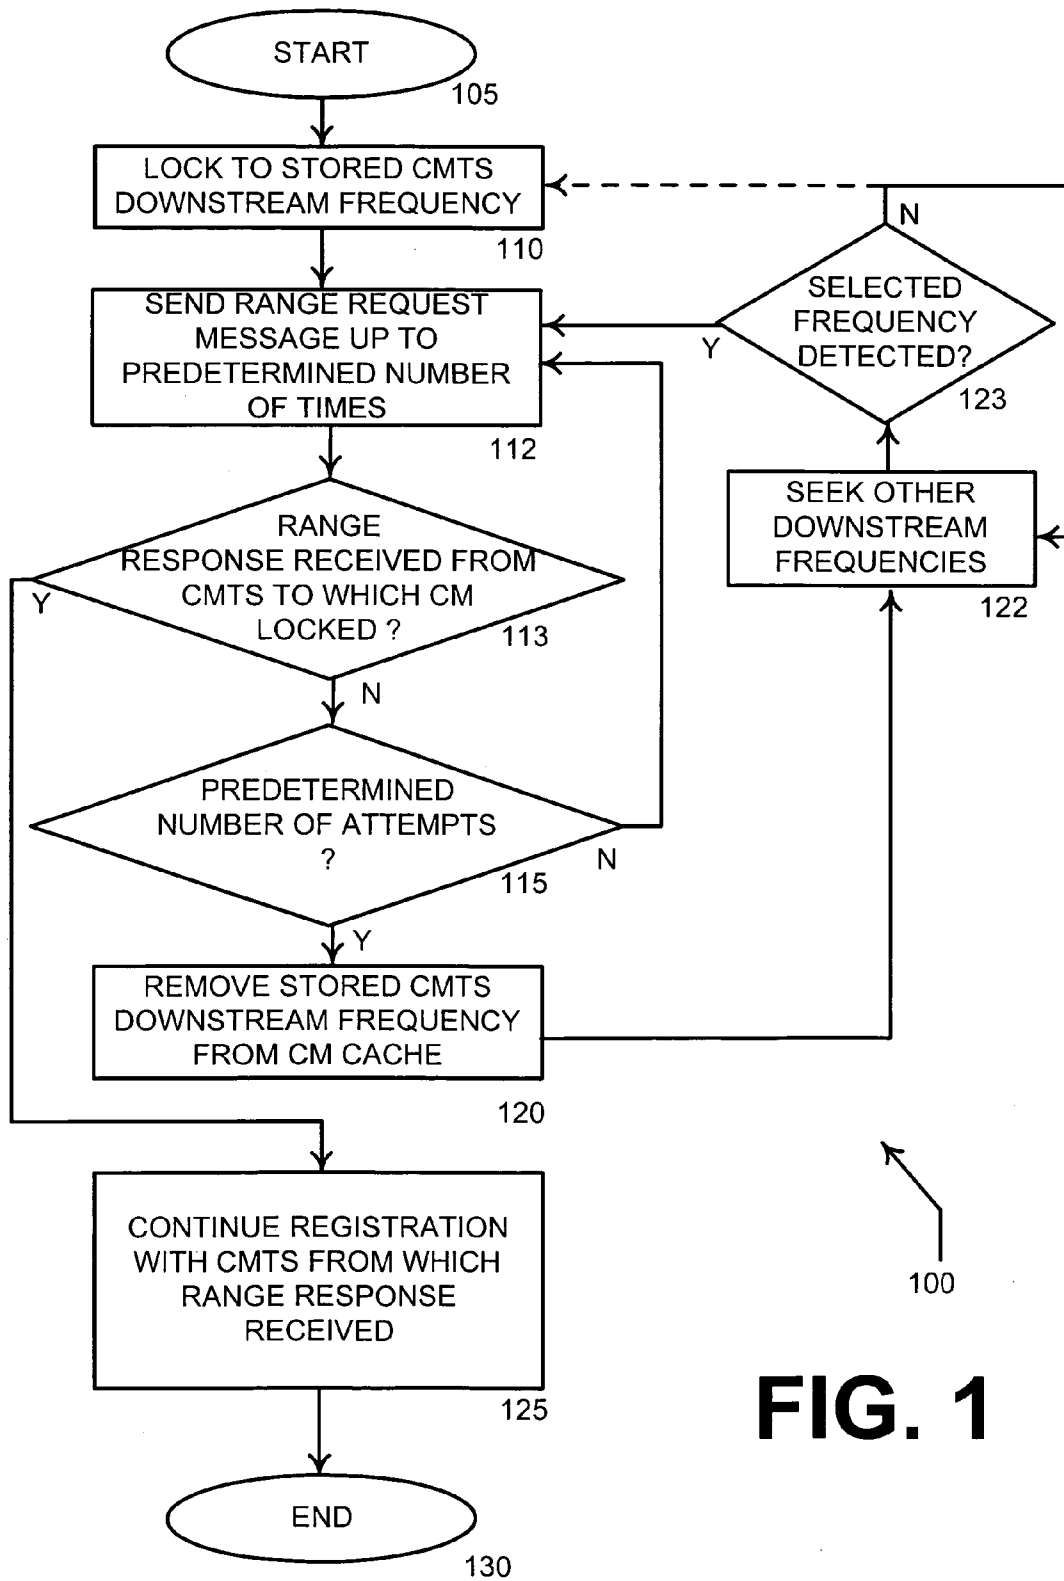 START
105
LOCK TO STORED CMTS
DOWNSTREAM FREQUENCY
110
SEND RANGE REQUEST
MESSAGE UP TO
PREDETERMINED NUMBER
OF TIMES
112
RANGE
RESPONSE RECEIVED FROM
CMTS TO WHICH CM
LOCKED ?
113
Y
N
PREDETERMINED
NUMBER OF ATTEMPTS
?
115
N
Y
REMOVE STORED CMTS
DOWNSTREAM FREQUENCY
FROM CM CACHE
120
SEEK OTHER
DOWNSTREAM
FREQUENCIES
122
SELECTED
FREQUENCY
DETECTED?
123
N
Y
CONTINUE REGISTRATION
WITH CMTS FROM WHICH
RANGE RESPONSE
RECEIVED
125
END
130
100
FIG. 1